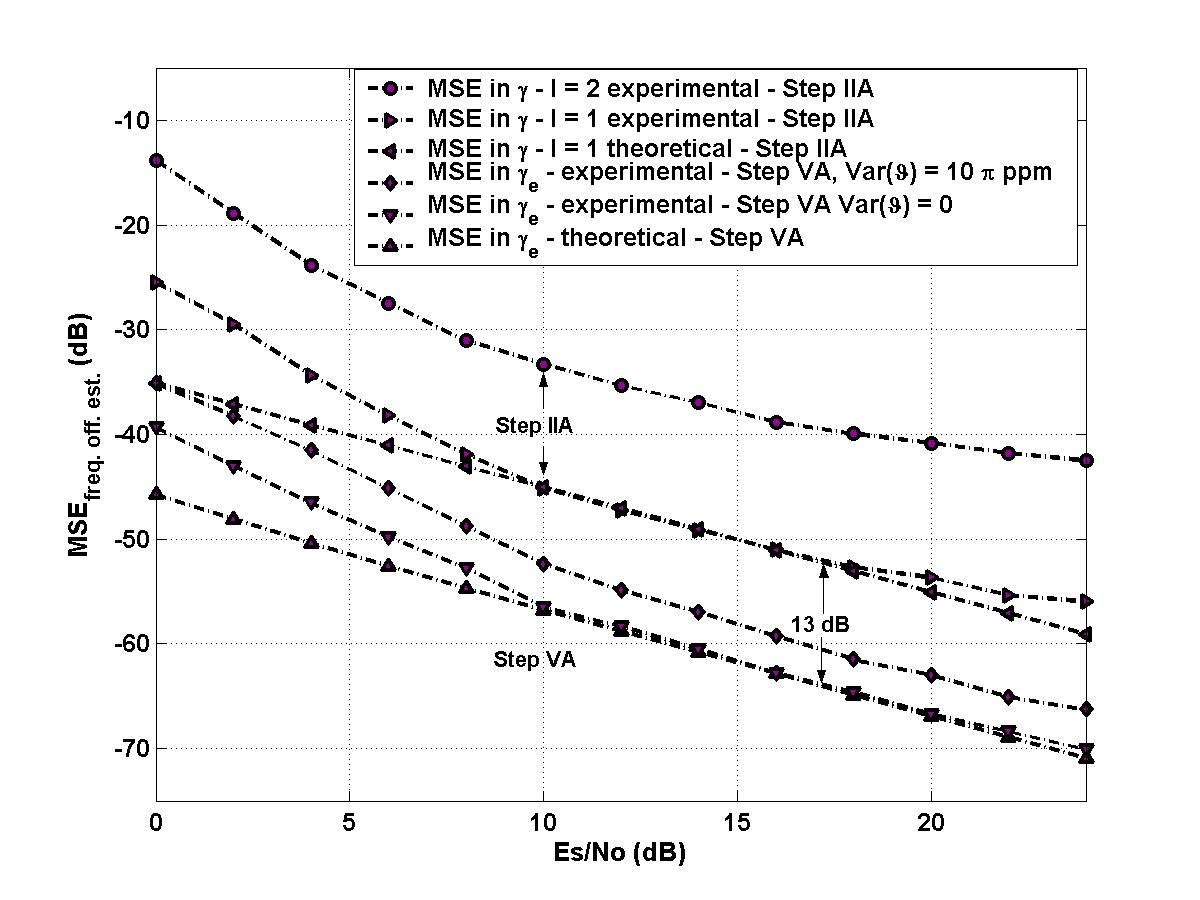 MSE in γ - l = 2 experimental - Step IIA
MSE in γ - l = 1 experimental - Step IIA
MSE in γ - l = 1 theoretical - Step IIA
MSE in γe - experimental - Step VA, Var(ϑ) = 10 π ppm
MSE in γe - experimental - Step VA Var(ϑ) = 0
MSE in γe - theoretical - Step VA
-10
-20
-30
-40
-50
-60
-70
MSEfreq. off. est. (dB)
Step IIA
13 dB
Step VA
0 5 10 15 20
Es/No (dB)